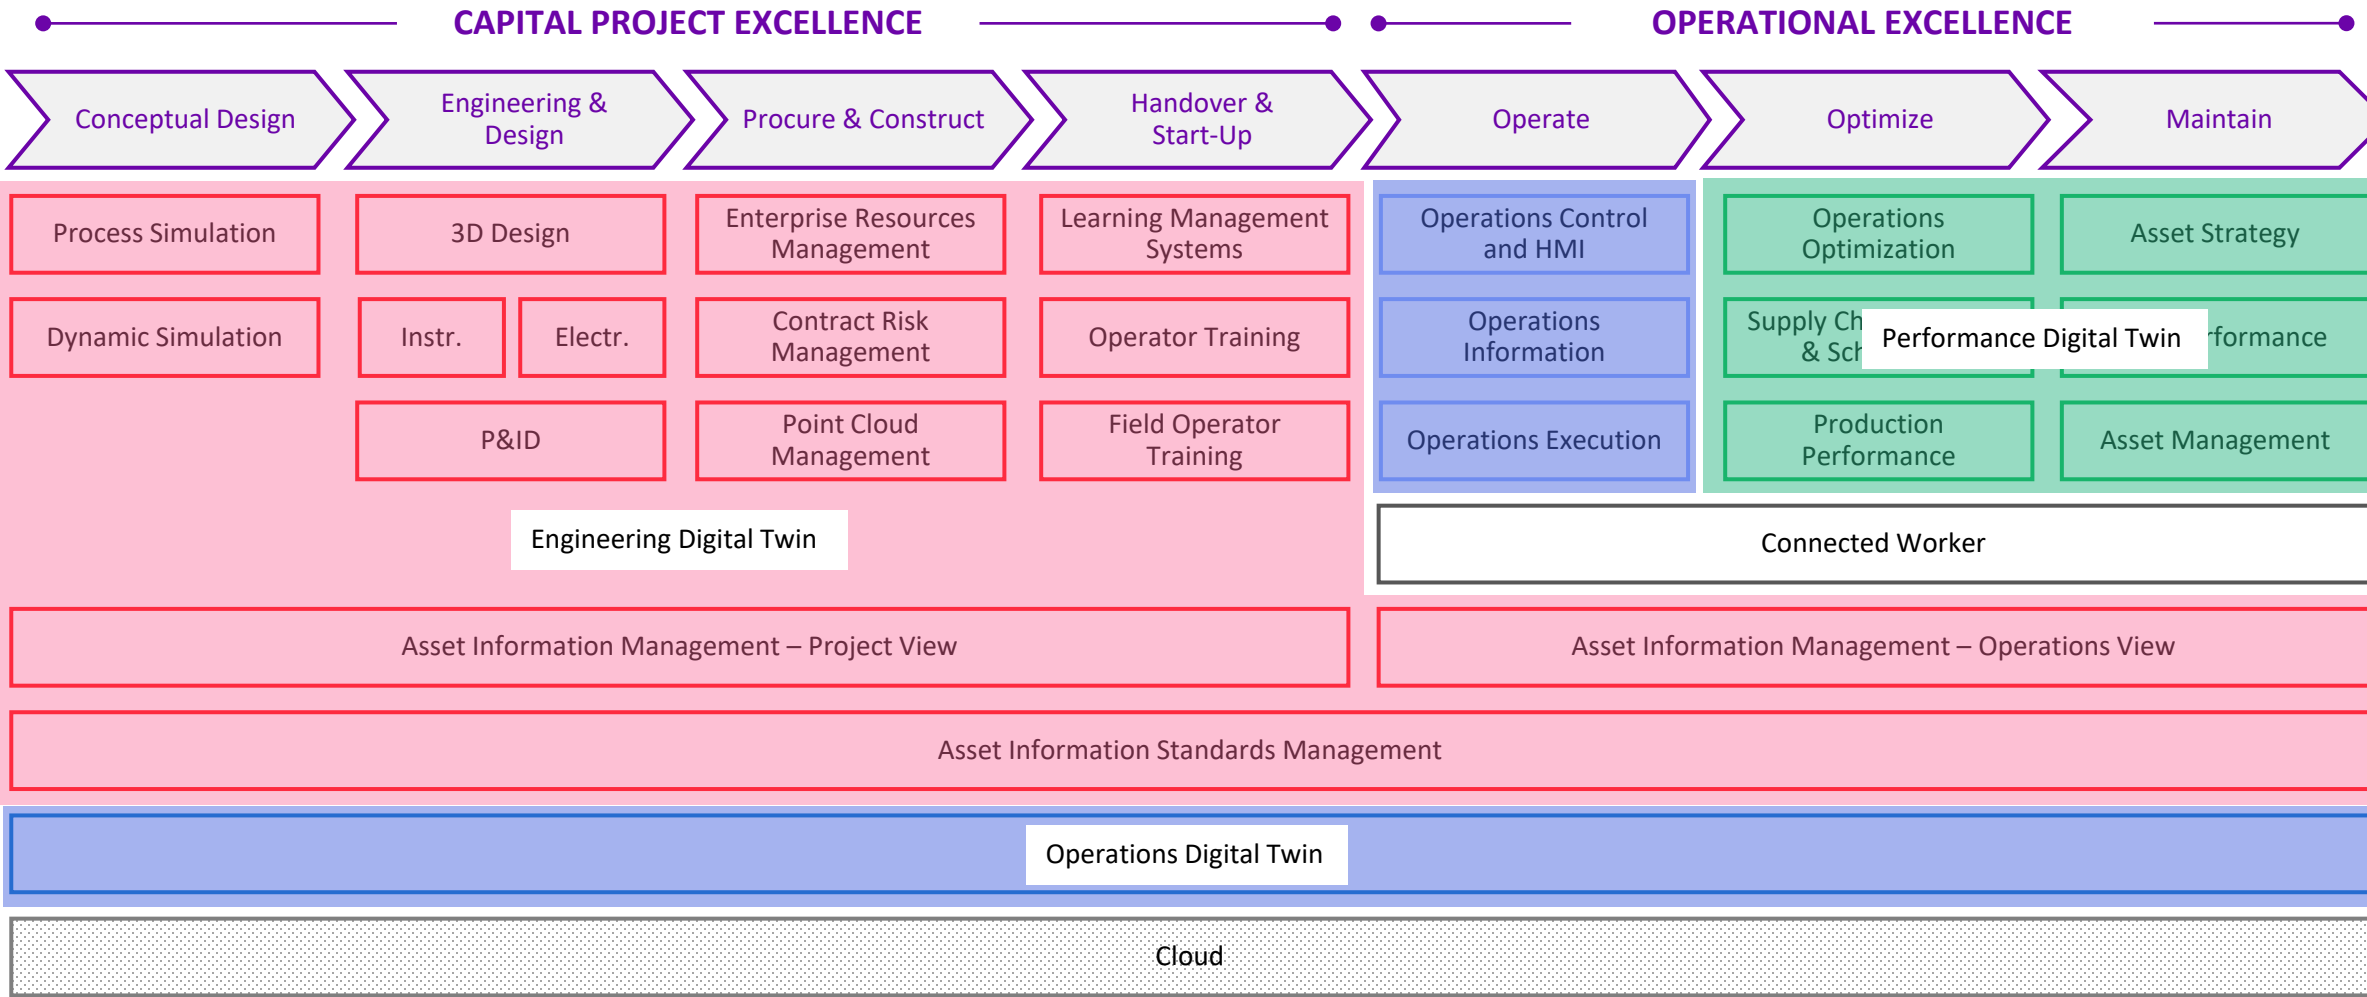 CAPITAL PROJECT EXCELLENCE
OPERATIONAL EXCELLENCE
Conceptual Design
Engineering &
Design
Procure & Construct
Handover &
Start-Up
Operate
Optimize
Maintain
Process Simulation
3D Design
Enterprise Resources
Management
Learning Management
Systems
Operations Control
and HMI
Operations
Optimization
Asset Strategy
Dynamic Simulation
Instr.
Electr.
Contract Risk
Management
Operator Training
Operations
Information
Supply
&
Performance Digital Twin
P&ID
Point Cloud
Management
Field Operator
Training
Operations Execution
Production
Performance
Asset Management
Engineering Digital Twin
Connected Worker
Asset Information Management – Project View
Asset Information Management – Operations View
Asset Information Standards Management
Operations Digital Twin
Cloud